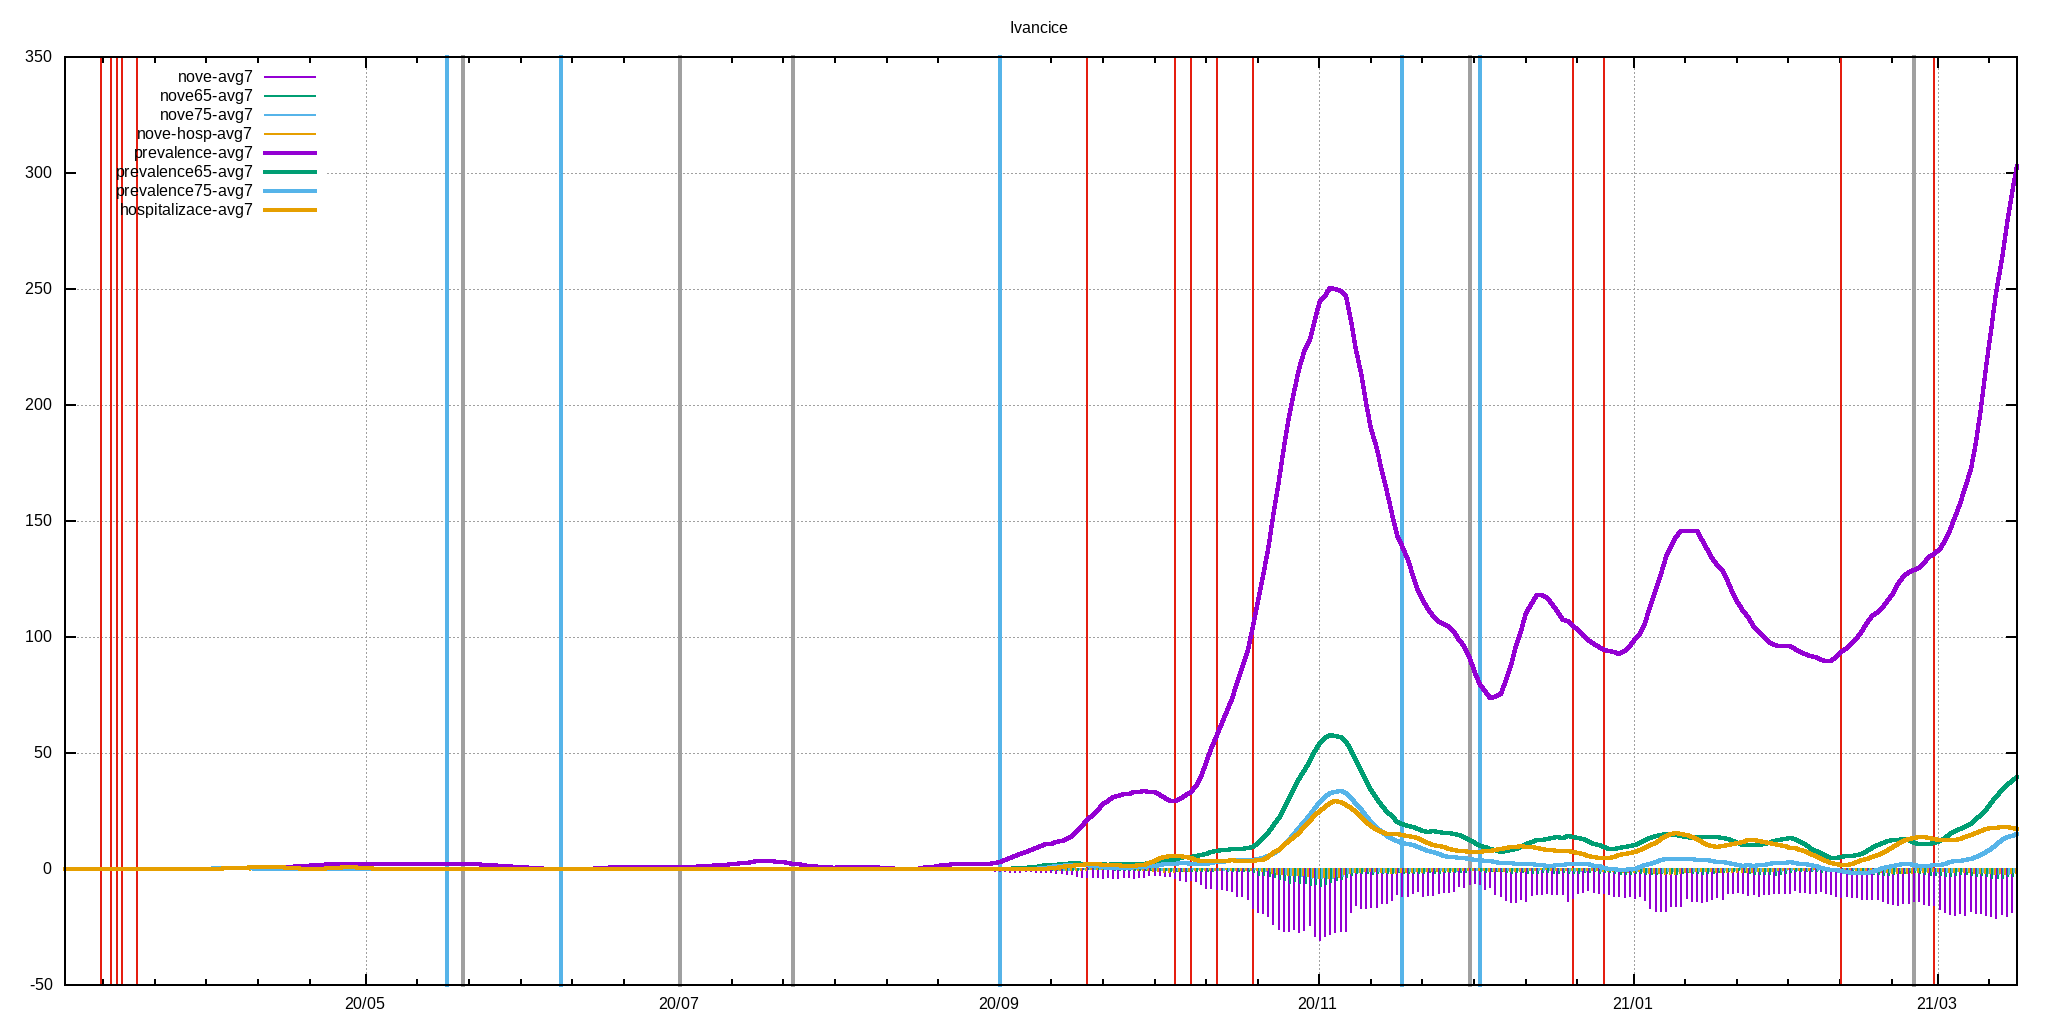 Ivancice
350
300
250
200
150
100
50
0
-50
nove-avg7
nove65-avg7
nove75-avg7
nove-hosp-avg7
prevalence-avg7
prevalence65-avg7
prevalence75-avg7
hospitalizace-avg7
20/05 20/07 20/09 20/11 21/01 21/03